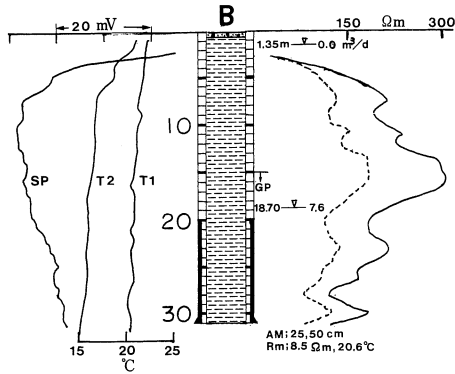 B
20 mV
150 Ωm 300
1.35m 0.0 m³/d
10
SP T2 T1
GP
18.70 7.6
20
30
15 20 25
°C
AM; 25, 50 cm
Rm; 8.5 Ωm, 20.6°C